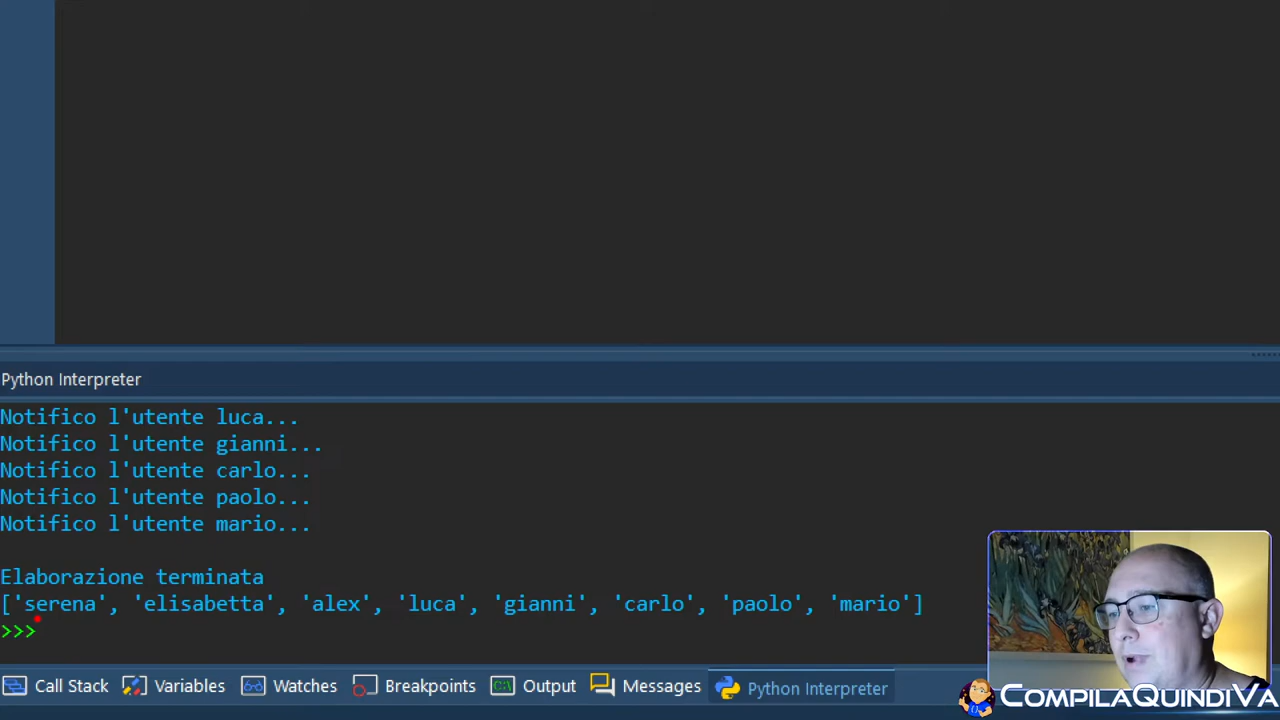 Python Interpreter
Notifico l'utente luca...
Notifico l'utente gianni...
Notifico l'utente carlo...
Notifico l'utente paolo...
Notifico l'utente mario...
Elaborazione terminata
['serena', 'elisabetta', 'alex', 'luca', 'gianni', 'carlo', 'paolo', 'mario']
>>>
Call Stack Variables Watches Breakpoints Output Messages Python Interpreter
COMPILAQUINDIVA